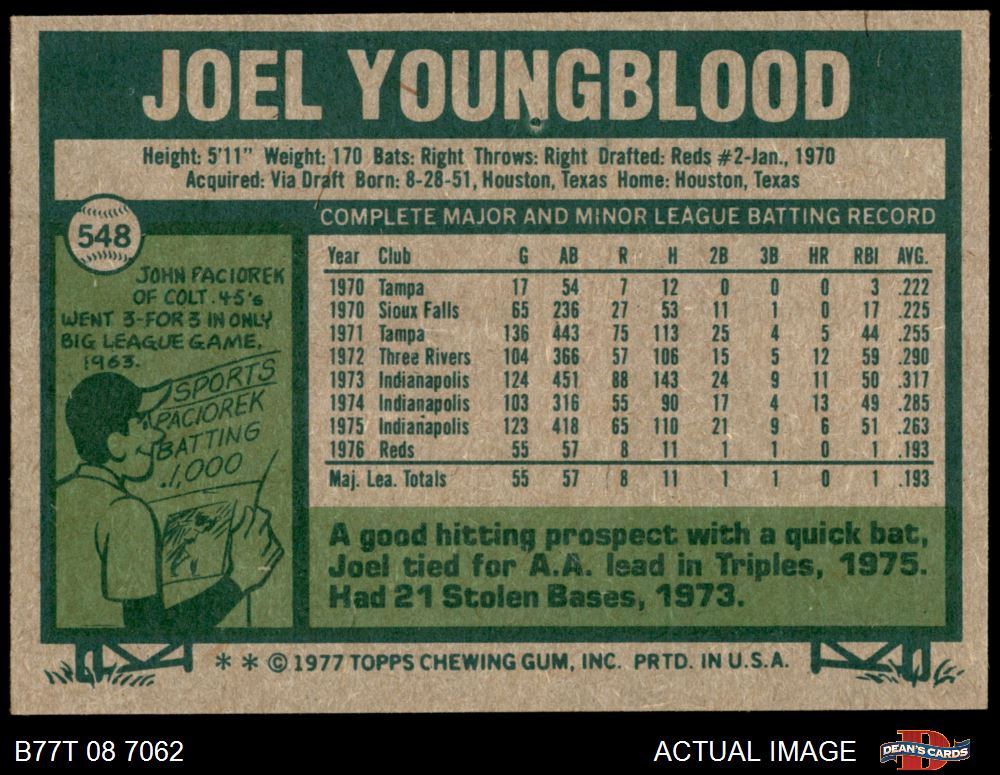 JOEL YOUNGBLOOD
Height: 5'11" Weight: 170 Bats: Right Throws: Right Drafted: Reds #2-Jan., 1970
Acquired: Via Draft Born: 8-28-51, Houston, Texas Home: Houston, Texas
548
JOHN PACIOREK
OF COLT .45's
WENT 3-FOR-3 IN ONLY
BIG LEAGUE GAME,
1963.
SPORTS
PACIOREK
BATTING
1,000
COMPLETE MAJOR AND MINOR LEAGUE BATTING RECORD
Year Club G AB R H 2B 3B HR RBI AVG.
1970 Tampa 17 54 7 12 0 0 0 3 .222
1970 Sioux Falls 65 236 27 53 11 1 0 17 .225
1971 Tampa 136 443 75 113 25 4 5 44 .255
1972 Three Rivers 104 366 57 106 15 5 12 59 .290
1973 Indianapolis 124 451 88 143 24 9 11 50 .317
1974 Indianapolis 103 316 55 90 17 4 13 49 .285
1975 Indianapolis 123 418 65 110 21 9 6 51 .263
1976 Reds 55 57 8 11 1 1 0 1 .193
Maj. Lea. Totals 55 57 8 11 1 1 0 1 .193
A good hitting prospect with a quick bat,
Joel tied for A.A. lead in Triples, 1975.
Had 21 Stolen Bases, 1973.
* * © 1977 TOPPS CHEWING GUM, INC. PRTD. IN U.S.A.
B77T 08 7062 ACTUAL IMAGE
D
DEAN'S CARDS